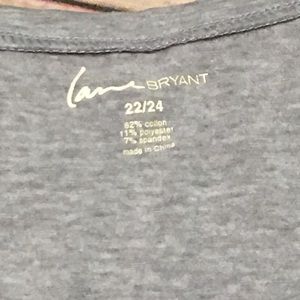 Lane BRYANT
22/24
82% cotton
11% polyester
7% spandex
made in China